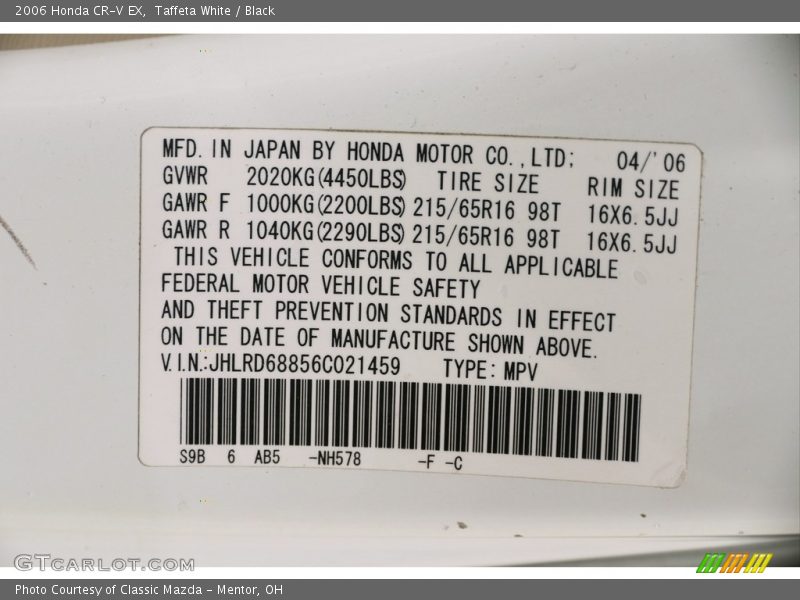 2006 Honda CR-V EX,  Taffeta White / Black
MFD. IN JAPAN BY HONDA MOTOR CO.,LTD; 04/'06
GVWR 2020KG(4450LBS) TIRE SIZE RIM SIZE
GAWR F 1000KG(2200LBS) 215/65R16 98T 16X6.5JJ
GAWR R 1040KG(2290LBS) 215/65R16 98T 16X6.5JJ
THIS VEHICLE CONFORMS TO ALL APPLICABLE
FEDERAL MOTOR VEHICLE SAFETY
AND THEFT PREVENTION STANDARDS IN EFFECT
ON THE DATE OF MANUFACTURE SHOWN ABOVE.
V.I.N.:JHLRD68856C021459 TYPE: MPV
S9B 6 AB5 -NH578 -F -C
GTCARLOT.COM
Photo Courtesy of Classic Mazda - Mentor, OH